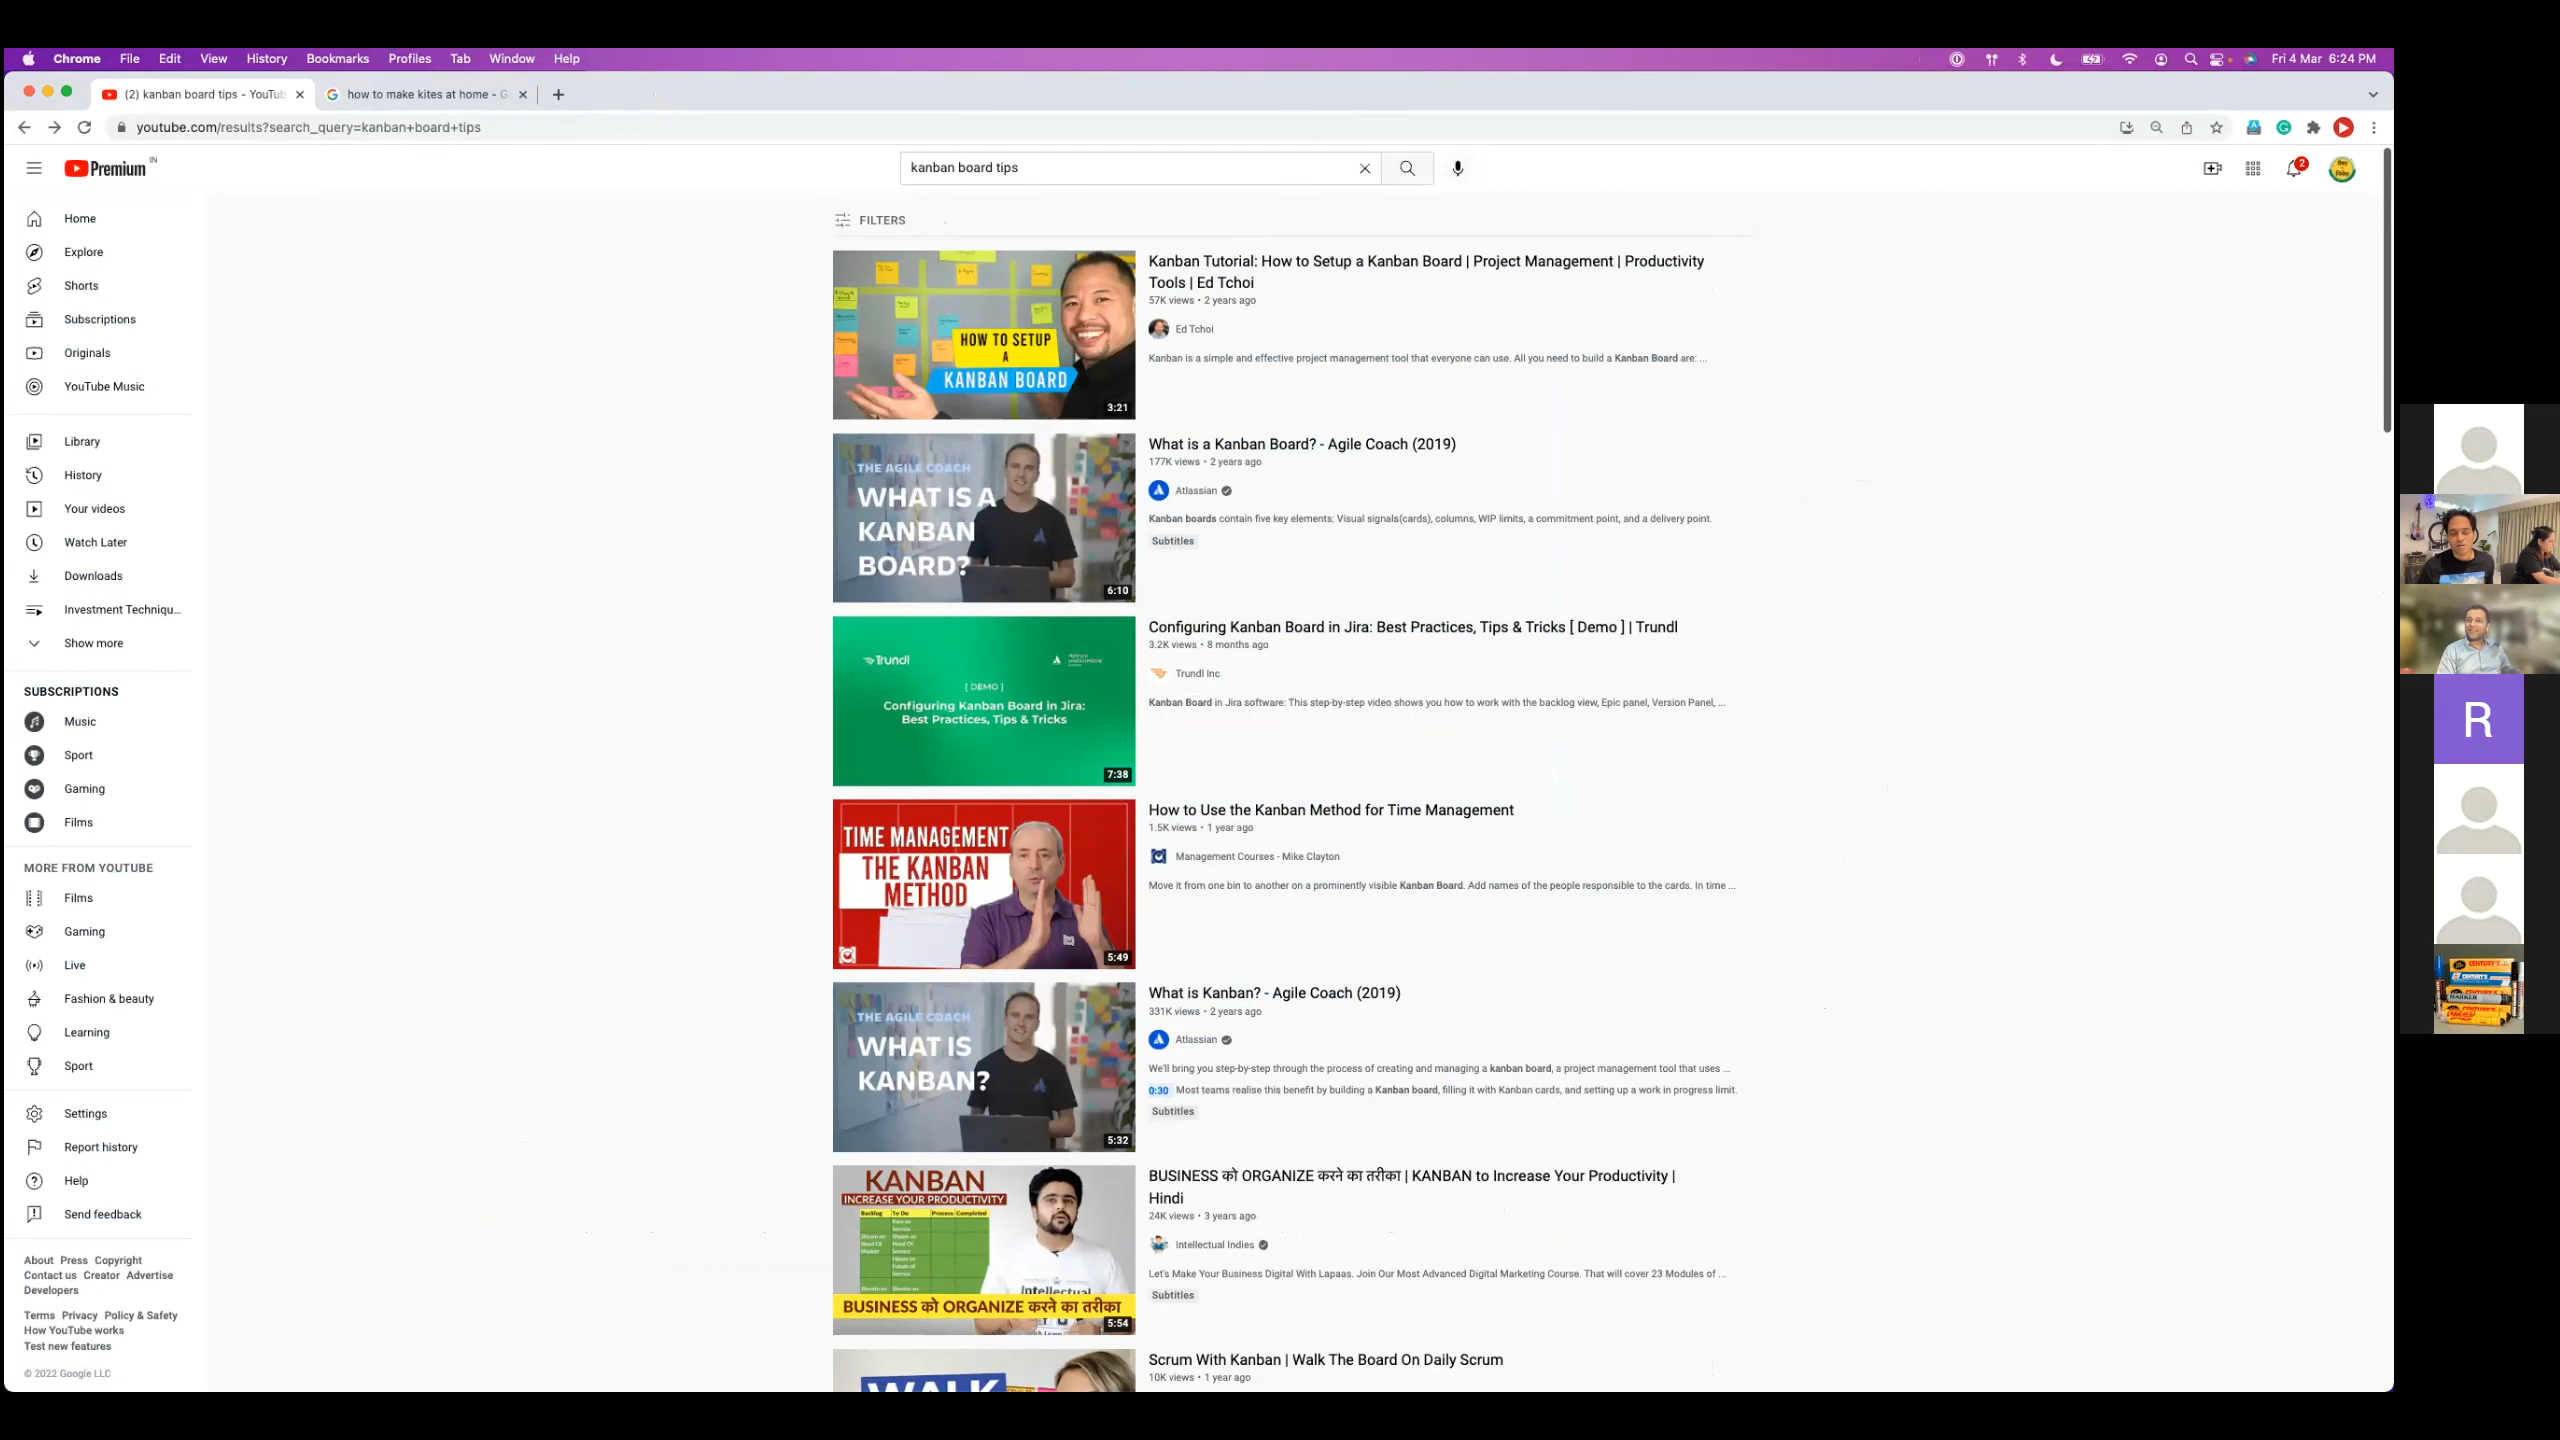 Chrome File Edit View History Bookmarks Profiles Tab Window Help Fri 4 Mar 6:24 PM
(2) kanban board tips - YouTub how to make kites at home - G
youtube.com/results?search_query=kanban+board+tips
Premium IN
kanban board tips
2
Home
Explore
Shorts
Subscriptions
Originals
YouTube Music
Library
History
Your videos
Watch Later
Downloads
Investment Techniqu...
Show more
SUBSCRIPTIONS
Music
Sport
Gaming
Films
MORE FROM YOUTUBE
Films
Gaming
Live
Fashion & beauty
Learning
Sport
Settings
Report history
Help
Send feedback
About Press Copyright
Contact us Creator Advertise
Developers
Terms Privacy Policy & Safety
How YouTube works
Test new features
© 2022 Google LLC
FILTERS
HOW TO SETUP
A
KANBAN BOARD
3:21
Kanban Tutorial: How to Setup a Kanban Board | Project Management | Productivity
Tools | Ed Tchoi
57K views • 2 years ago
Ed Tchoi
Kanban is a simple and effective project management tool that everyone can use. All you need to build a Kanban Board are: ...
THE AGILE COACH
WHAT IS A
KANBAN
BOARD?
6:10
What is a Kanban Board? - Agile Coach (2019)
177K views • 2 years ago
Atlassian
Kanban boards contain five key elements: Visual signals(cards), columns, WIP limits, a commitment point, and a delivery point.
Subtitles
Trundl
[ DEMO ]
Configuring Kanban Board in Jira:
Best Practices, Tips & Tricks
7:38
Configuring Kanban Board in Jira: Best Practices, Tips & Tricks [ Demo ] | Trundl
3.2K views • 8 months ago
Trundl Inc
Kanban Board in Jira software: This step-by-step video shows you how to work with the backlog view, Epic panel, Version Panel, ...
TIME MANAGEMENT
THE KANBAN
METHOD
5:49
How to Use the Kanban Method for Time Management
1.5K views • 1 year ago
Management Courses - Mike Clayton
Move it from one bin to another on a prominently visible Kanban Board. Add names of the people responsible to the cards. In time ...
THE AGILE COACH
WHAT IS
KANBAN?
5:32
What is Kanban? - Agile Coach (2019)
331K views • 2 years ago
Atlassian
We'll bring you step-by-step through the process of creating and managing a kanban board, a project management tool that uses ...
0:30 Most teams realise this benefit by building a Kanban board, filling it with Kanban cards, and setting up a work in progress limit.
Subtitles
KANBAN
INCREASE YOUR PRODUCTIVITY
Backlog To Do Process Completed
BUSINESS को ORGANIZE करने का तरीका
5:54
BUSINESS को ORGANIZE करने का तरीका | KANBAN to Increase Your Productivity |
Hindi
24K views • 3 years ago
Intellectual Indies
Let's Make Your Business Digital With Lapaas. Join Our Most Advanced Digital Marketing Course. That will cover 23 Modules of ...
Subtitles
WALK
Scrum With Kanban | Walk The Board On Daily Scrum
10K views • 1 year ago
R
CENTURY'S
MARKER